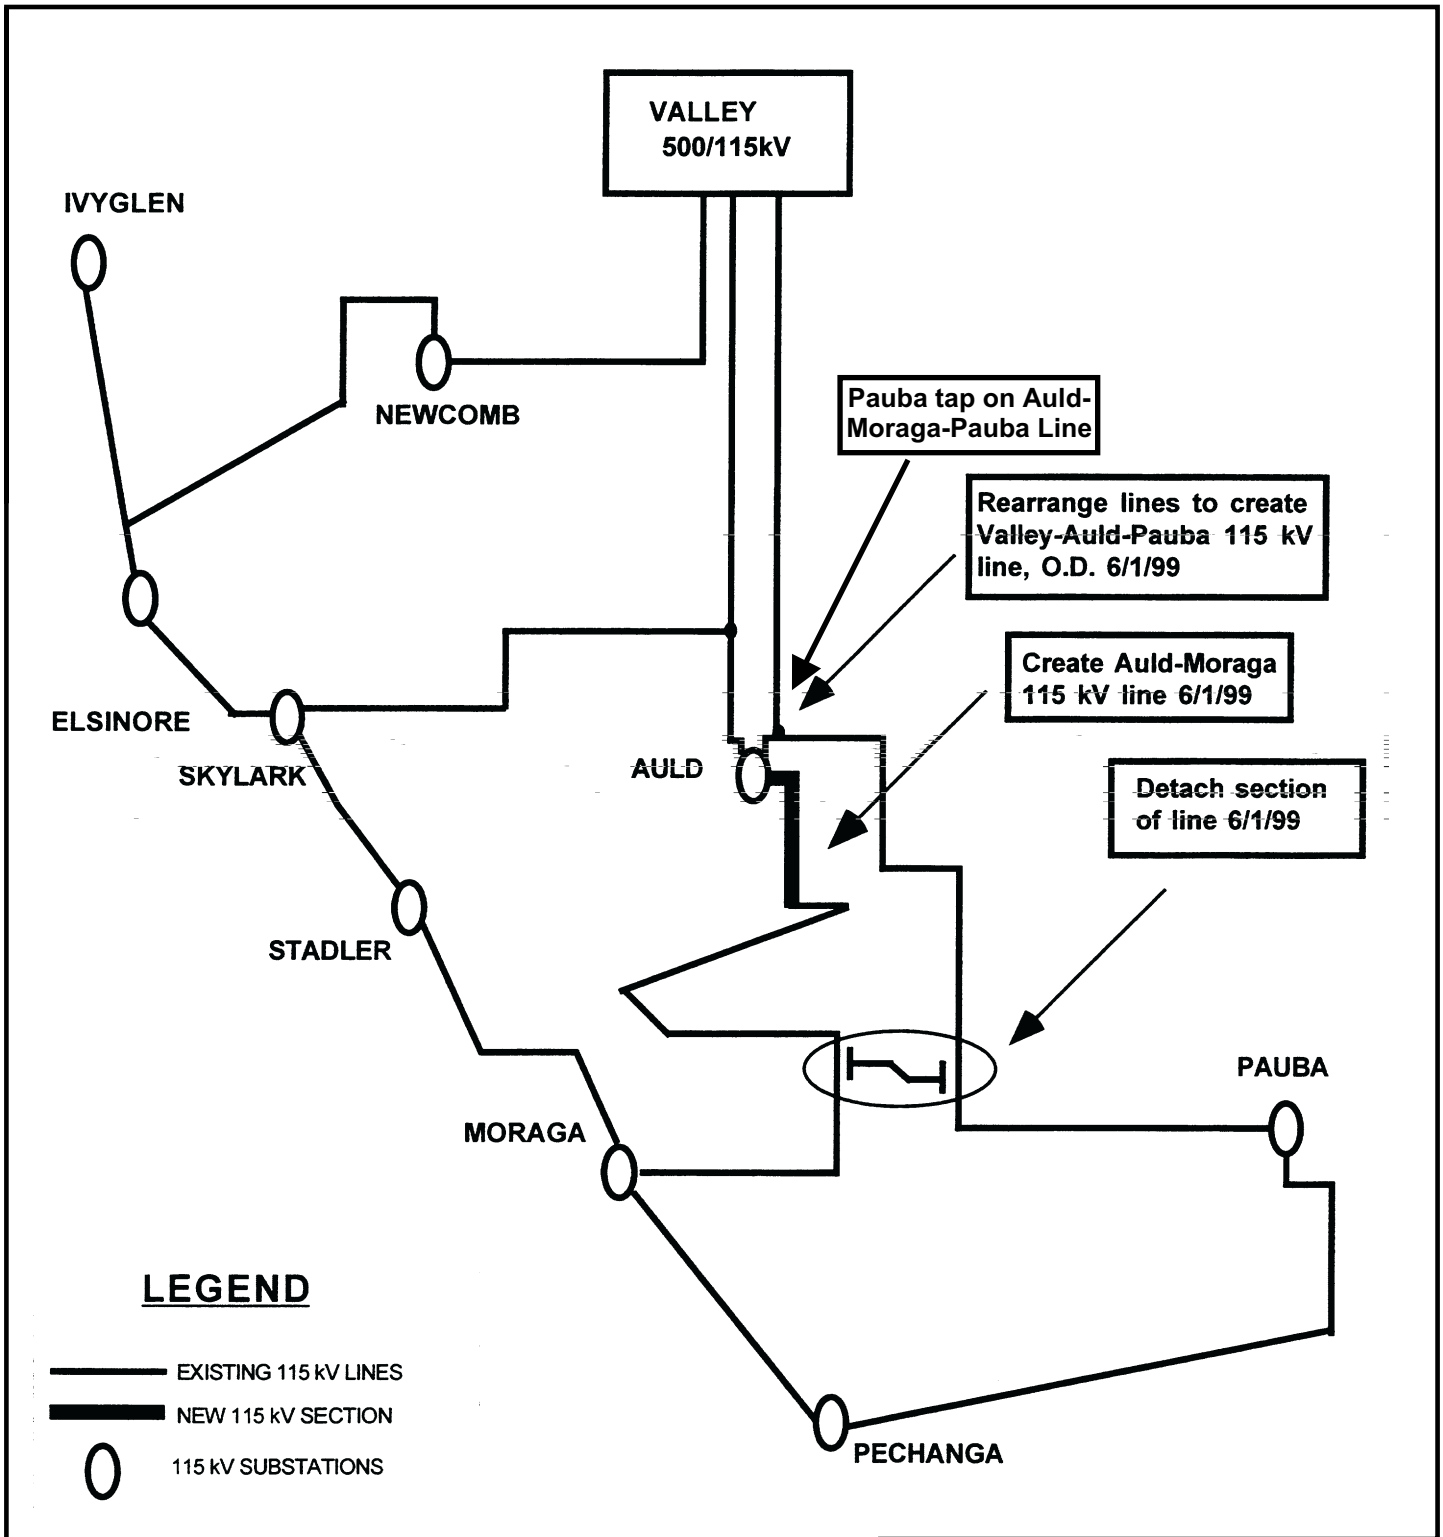 VALLEY
500/115kV
IVYGLEN
NEWCOMB
Pauba tap on Auld-
Moraga-Pauba Line
Rearrange lines to create
Valley-Auld-Pauba 115 kV
line, O.D. 6/1/99
Create Auld-Moraga
115 kV line 6/1/99
ELSINORE
SKYLARK
AULD
Detach section
of line 6/1/99
STADLER
PAUBA
MORAGA
LEGEND
EXISTING 115 kV LINES
NEW 115 kV SECTION
115 kV SUBSTATIONS
PECHANGA